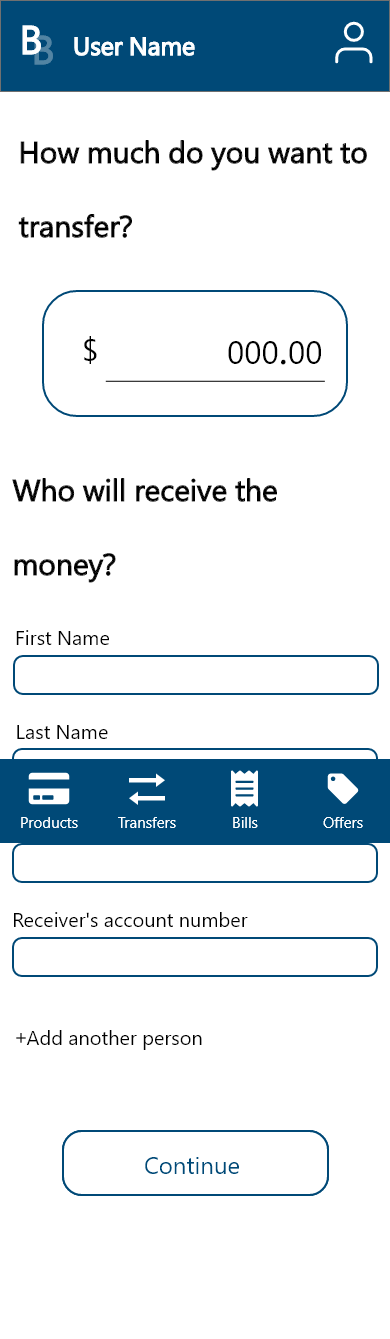 BB
User Name
How much do you want to
transfer?
$ 000.00
Who will receive the
money?
First Name
Last Name
Products Transfers Bills Offers
Receiver's account number
+Add another person
Continue